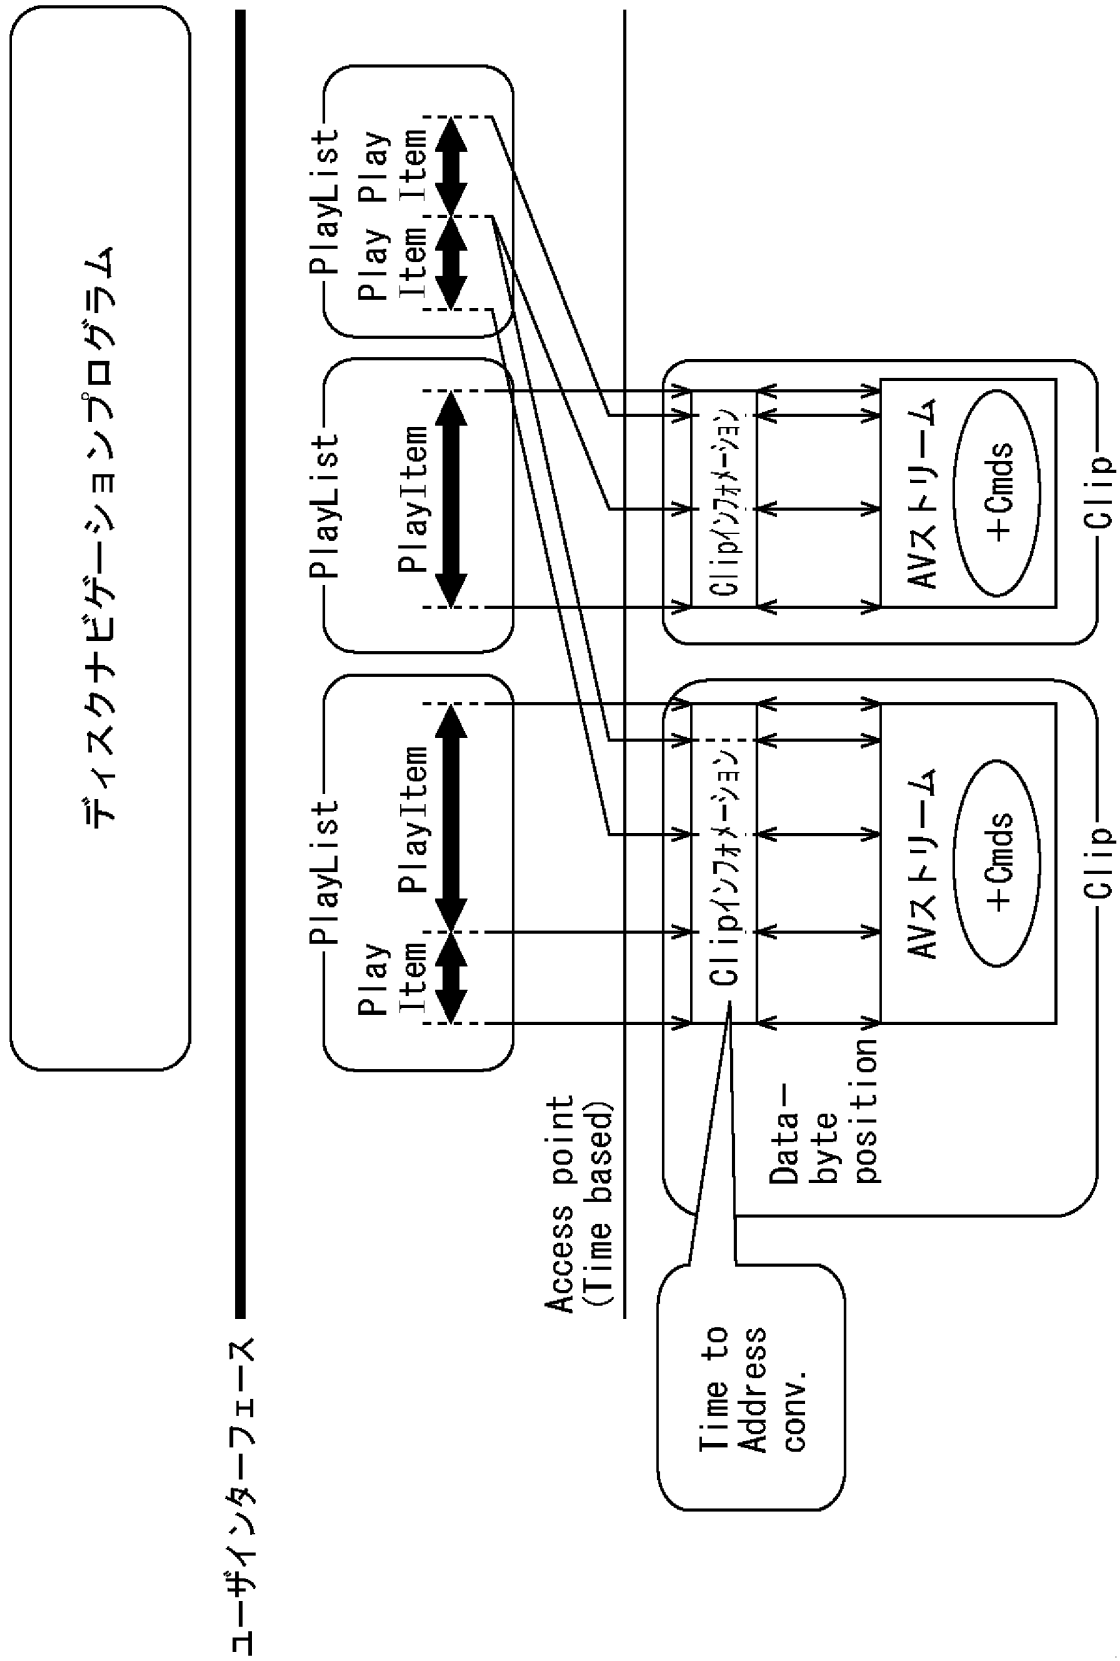 ディスクナビゲーションプログラム
ユーザインターフェース
PlayList
Play
Item
PlayItem
PlayList
PlayItem
PlayList
Play Play
Item Item
Access point
(Time based)
Time to
Address
conv.
Clipインフォメーション
Clipインフォメーション
Data-
byte
position
AVストリーム
+Cmds
Clip
AVストリーム
+Cmds
Clip